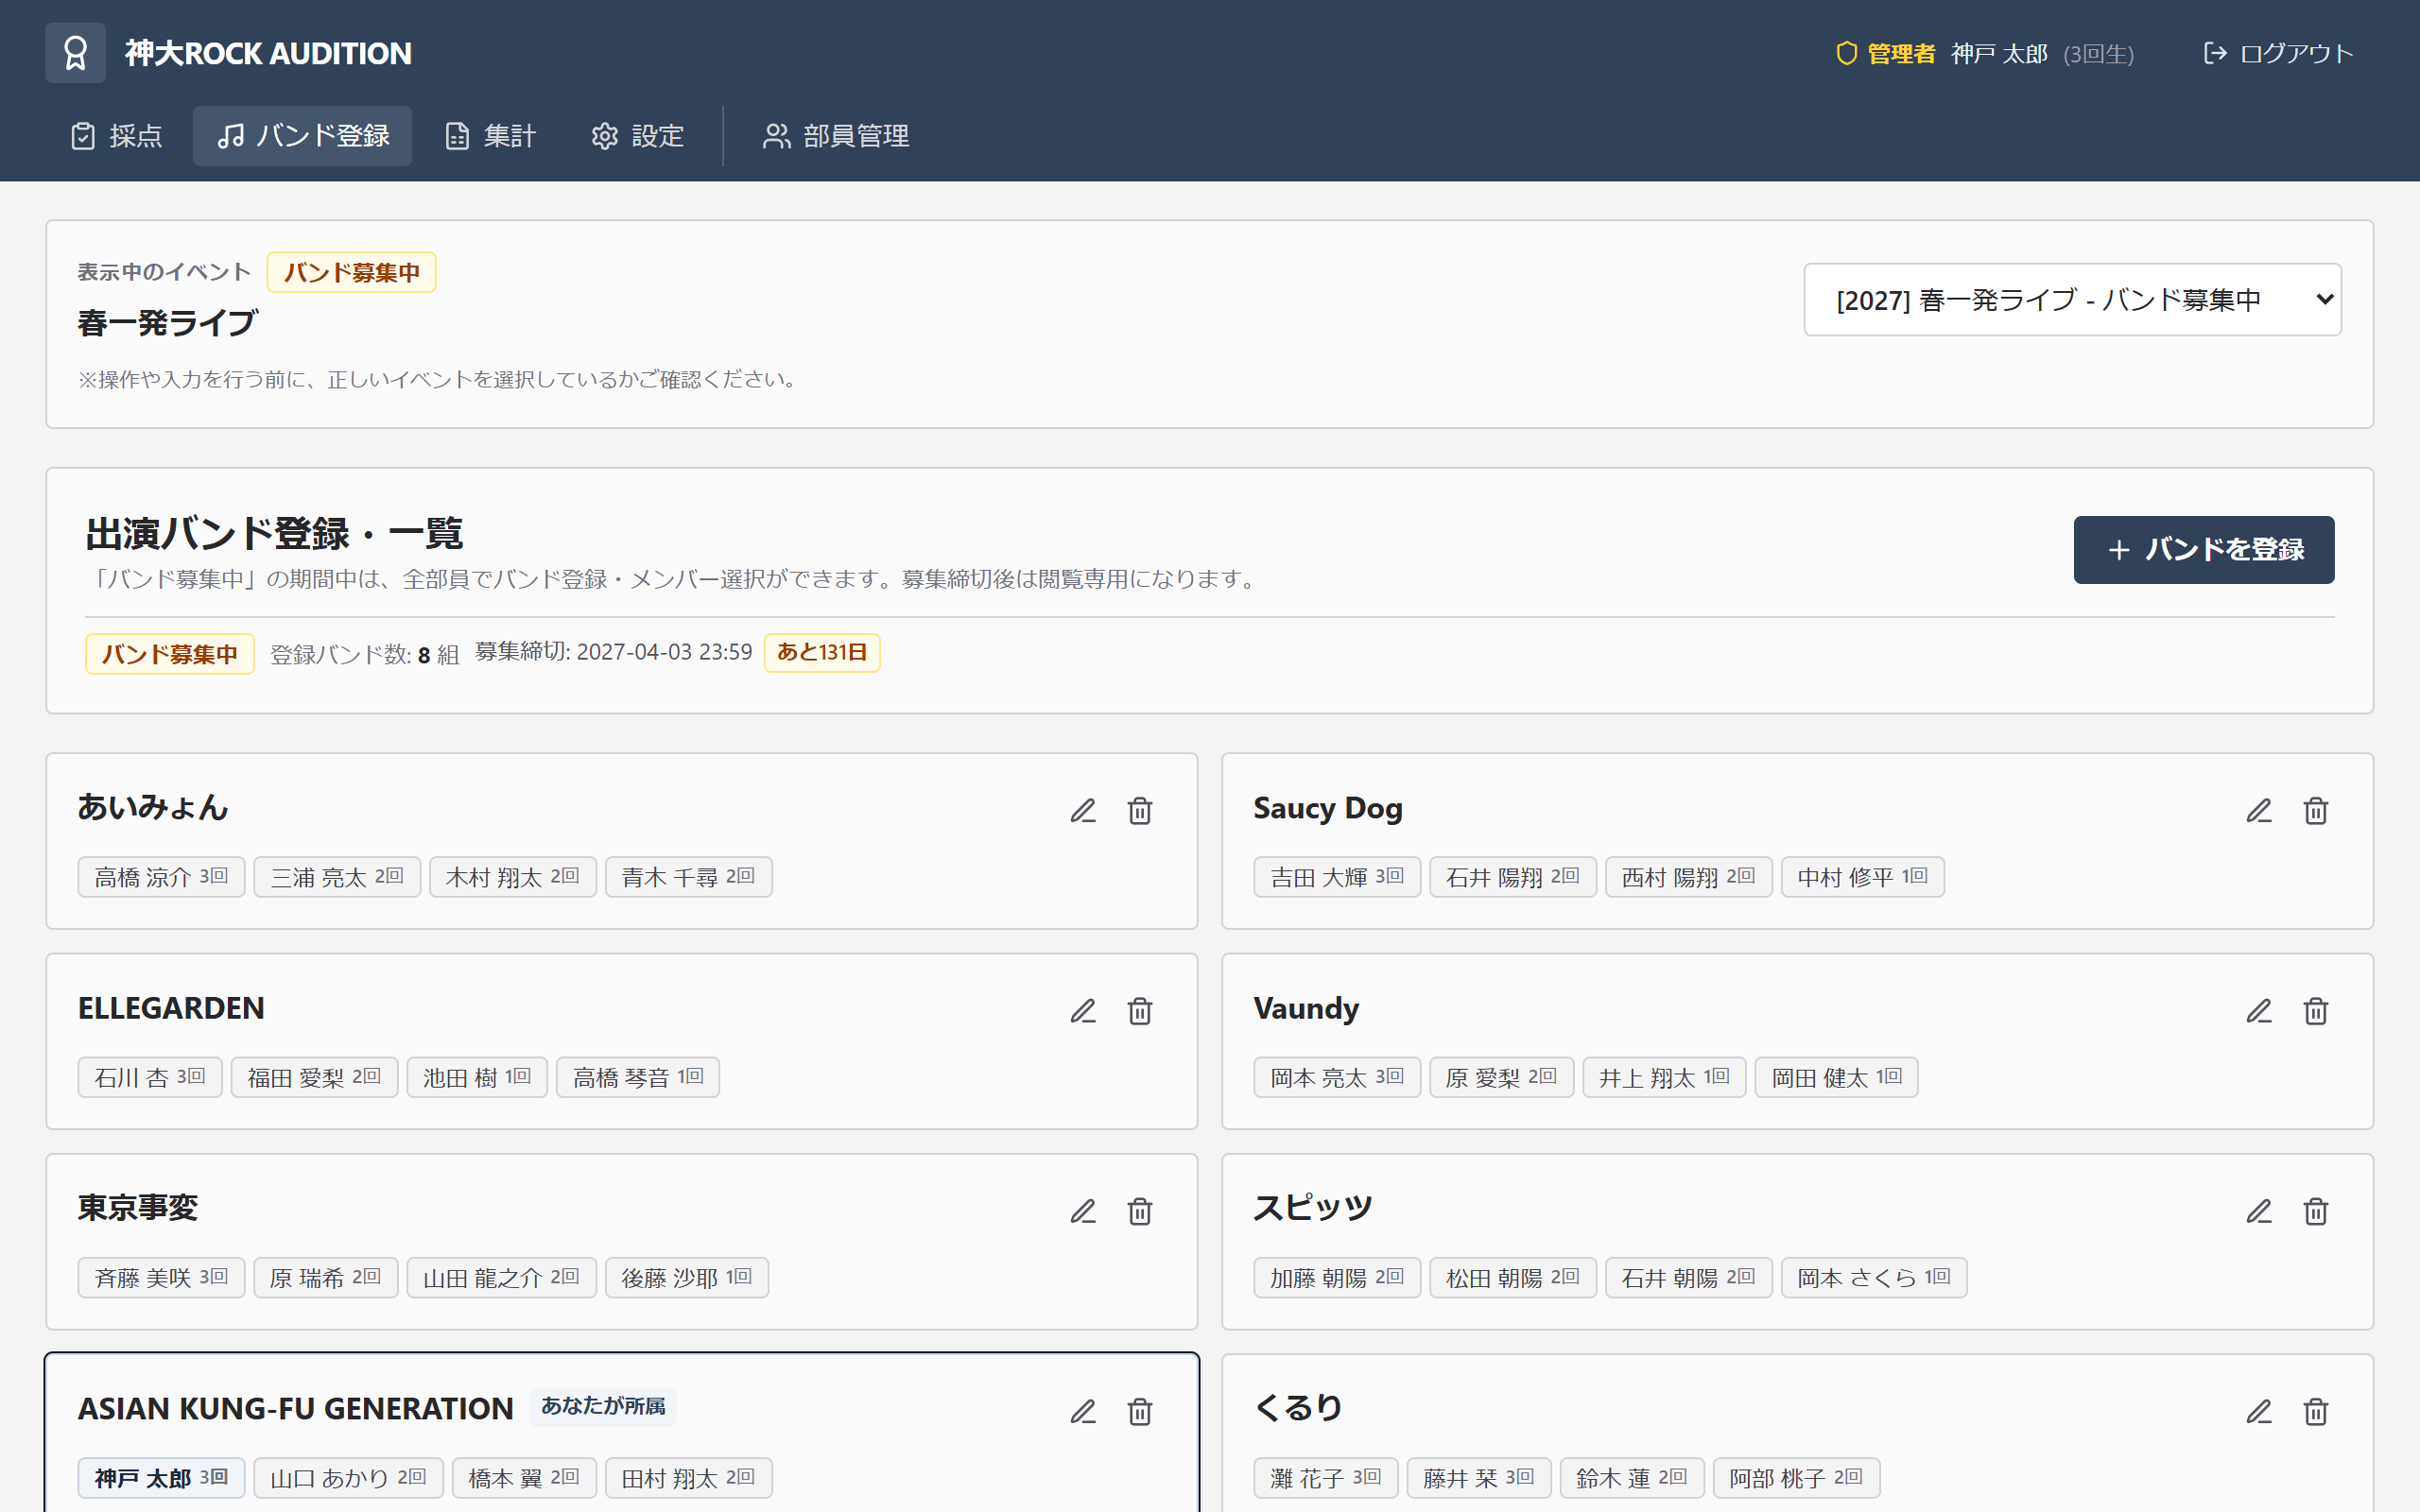 神大ROCK AUDITION
管理者 神戸 太郎 (3回生) ログアウト
採点 バンド登録 集計 設定 部員管理
表示中のイベント バンド募集中
春一発ライブ
[2027] 春一発ライブ - バンド募集中
※操作や入力を行う前に、正しいイベントを選択しているかご確認ください。
出演バンド登録・一覧
「バンド募集中」の期間中は、全部員でバンド登録・メンバー選択ができます。募集締切後は閲覧専用になります。
バンドを登録
バンド募集中 登録バンド数: 8 組 募集締切: 2027-04-03 23:59 あと131日
あいみょん
高橋 涼介 3回 三浦 亮太 2回 木村 翔太 2回 青木 千尋 2回
Saucy Dog
吉田 大輝 3回 石井 陽翔 2回 西村 陽翔 2回 中村 修平 1回
ELLEGARDEN
石川 杏 3回 福田 愛梨 2回 池田 樹 1回 高橋 琴音 1回
Vaundy
岡本 亮太 3回 原 愛梨 2回 井上 翔太 1回 岡田 健太 1回
東京事変
斉藤 美咲 3回 原 瑞希 2回 山田 龍之介 2回 後藤 沙耶 1回
スピッツ
加藤 朝陽 2回 松田 朝陽 2回 石井 朝陽 2回 岡本 さくら 1回
ASIAN KUNG-FU GENERATION あなたが所属
神戸 太郎 3回 山口 あかり 2回 橋本 翼 2回 田村 翔太 2回
くるり
灘 花子 3回 藤井 栞 3回 鈴木 蓮 2回 阿部 桃子 2回